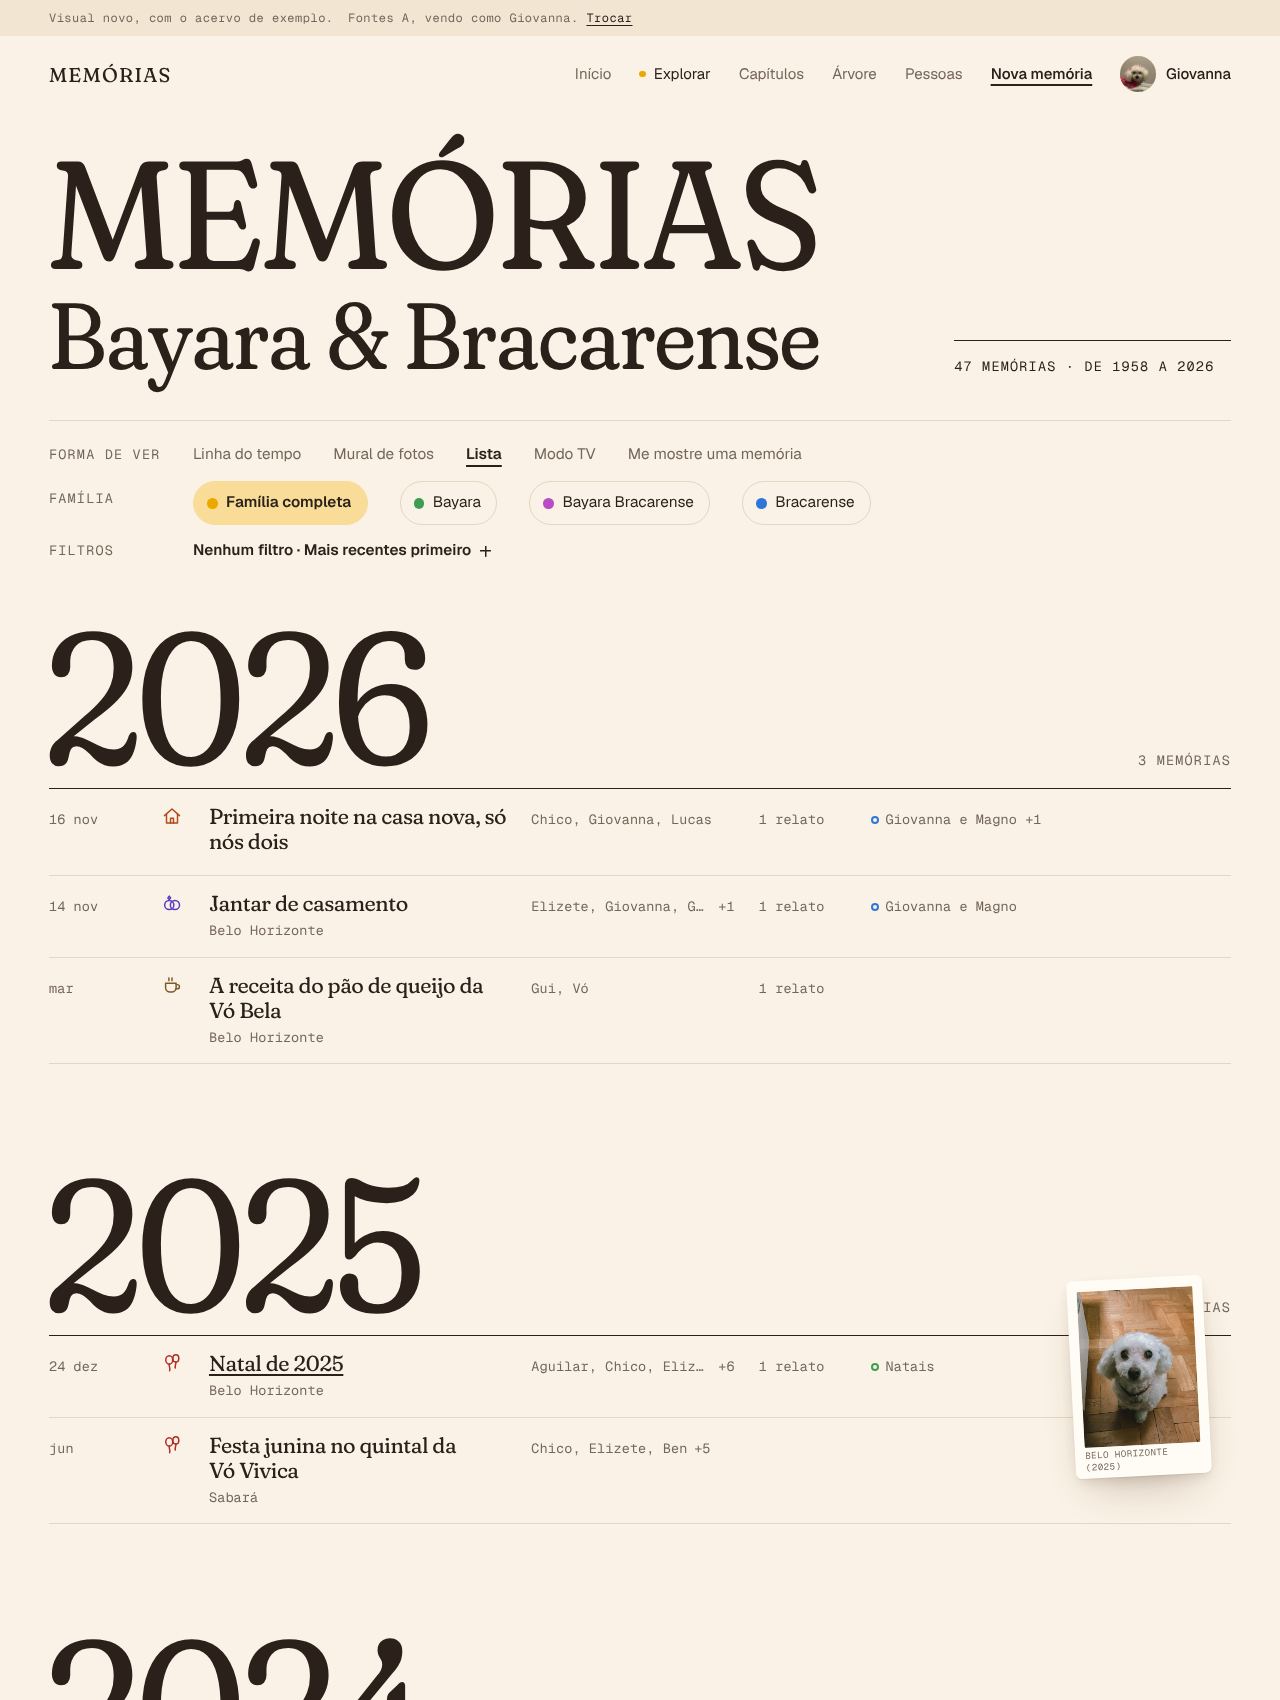 Visual novo, com o acervo de exemplo. Fontes A, vendo como Giovanna. Trocar
MEMÓRIAS
Início Explorar Capítulos Árvore Pessoas Nova memória Giovanna
MEMÓRIAS
Bayara & Bracarense
47 MEMÓRIAS · DE 1958 A 2026
FORMA DE VER Linha do tempo Mural de fotos Lista Modo TV Me mostre uma memória
FAMÍLIA Família completa Bayara Bayara Bracarense Bracarense
FILTROS Nenhum filtro · Mais recentes primeiro +
2026
3 MEMÓRIAS
16 nov Primeira noite na casa nova, só Chico, Giovanna, Lucas 1 relato Giovanna e Magno +1
nós dois
14 nov Jantar de casamento Elizete, Giovanna, G… +1 1 relato Giovanna e Magno
Belo Horizonte
mar A receita do pão de queijo da Gui, Vó 1 relato
Vó Bela
Belo Horizonte
2025
IAS
24 dez Natal de 2025 Aguilar, Chico, Eliz… +6 1 relato Natais
Belo Horizonte
jun Festa junina no quintal da Chico, Elizete, Ben +5
Vó Vivica
Sabará
BELO HORIZONTE
(2025)
2024